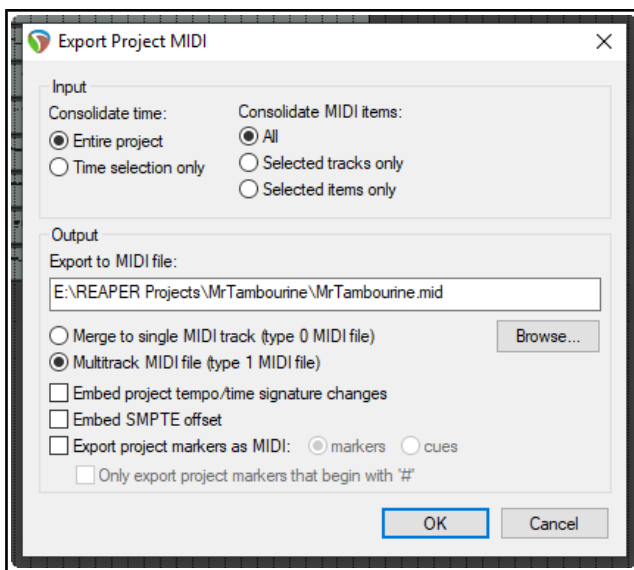 Export Project MIDI
Input
Consolidate time:
Entire project
Time selection only
Consolidate MIDI items:
All
Selected tracks only
Selected items only
Output
Export to MIDI file:
E:\REAPER Projects\MrTambourine\MrTambourine.mid
Merge to single MIDI track (type 0 MIDI file)
Browse...
Multitrack MIDI file (type 1 MIDI file)
Embed project tempo/time signature changes
Embed SMPTE offset
Export project markers as MIDI: markers cues
Only export project markers that begin with '#'
OK Cancel